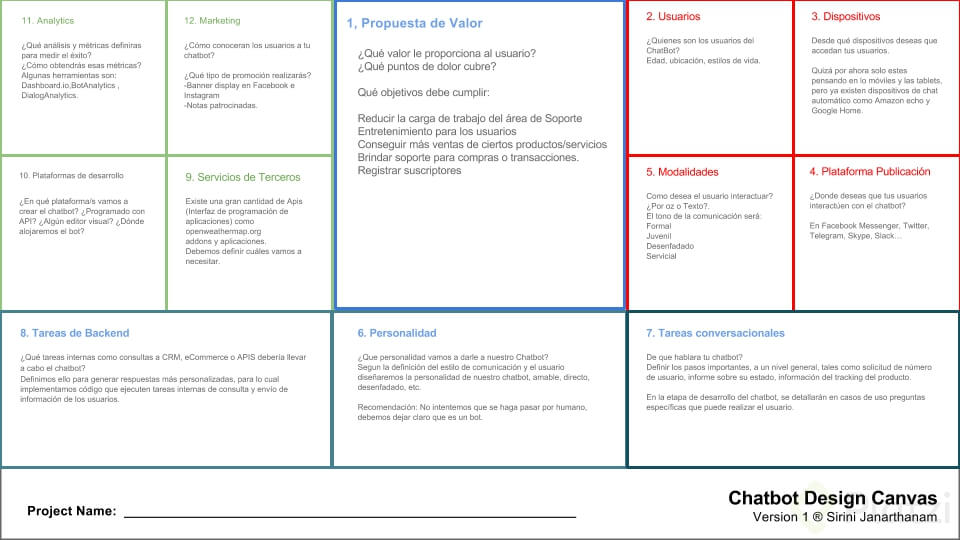 11. Analytics
¿Qué análisis y métricas definiras
para medir el éxito?
¿Cómo obtendrás esas métricas?
Algunas herramientas son:
Dashboard.io,BotAnalytics ,
DialogAnalytics.
12. Marketing
¿Cómo conoceran los usuarios a tu
chatbot?
¿Qué tipo de promoción realizarás?
-Banner display en Facebook e
Instagram
-Notas patrocinadas.
1, Propuesta de Valor
¿Qué valor le proporciona al usuario?
¿Qué puntos de dolor cubre?
Qué objetivos debe cumplir:
Reducir la carga de trabajo del área de Soporte
Entretenimiento para los usuarios
Conseguir más ventas de ciertos productos/servicios
Brindar soporte para compras o transacciones.
Registrar suscriptores
2. Usuarios
¿Quienes son los usuarios del
ChatBot?
Edad, ubicación, estilos de vida.
3. Dispositivos
Desde qué dispositivos deseas que
accedan tus usuarios.
Quizá por ahora solo estes
pensando en lo móviles y las tablets,
pero ya existen dispositivos de chat
automático como Amazon echo y
Google Home.
10. Plataformas de desarrollo
¿En qué plataforma/s vamos a
crear el chatbot? ¿Programado con
API? ¿Algún editor visual? ¿Dónde
alojaremos el bot?
9. Servicios de Terceros
Existe una gran cantidad de Apis
(Interfaz de programación de
aplicaciones) como
openweathermap.org
addons y aplicaciones.
Debemos definir cuáles vamos a
necesitar.
5. Modalidades
Como desea el usuario interactuar?
¿Por oz o Texto?.
El tono de la comunicación será:
Formal
Juvenil
Desenfadado
Servicial
4. Plataforma Publicación
¿Donde deseas que tus usuarios
interactúen con el chatbot?
En Facebook Messenger, Twitter,
Telegram, Skype, Slack...
8. Tareas de Backend
¿Qué tareas internas como consultas a CRM, eCommerce o APIS debería llevar
a cabo el chatbot?
Definimos ello para generar respuestas más personalizadas, para lo cual
implementamos código que ejecuten tareas internas de consulta y envío de
información de los usuarios.
6. Personalidad
¿Que personalidad vamos a darle a nuestro Chatbot?
Segun la definición del estilo de comunicación y el usuario
diseñaremos la personalidad de nuestro chatbot, amable, directo,
desenfadado, etc.
Recomendación: No intentemos que se haga pasar por humano,
debemos dejar claro que es un bot.
7. Tareas conversacionales
De que hablara tu chatbot?
Definir los pasos importantes, a un nivel general, tales como solicitud de número
de usuario, informe sobre su estado, información del tracking del producto.
En la etapa de desarrollo del chatbot, se detallarán en casos de uso preguntas
específicas que puede realizar el usuario.
Project Name:
Chatbot Design Canvas
Version 1 ® Sirini Janarthanam